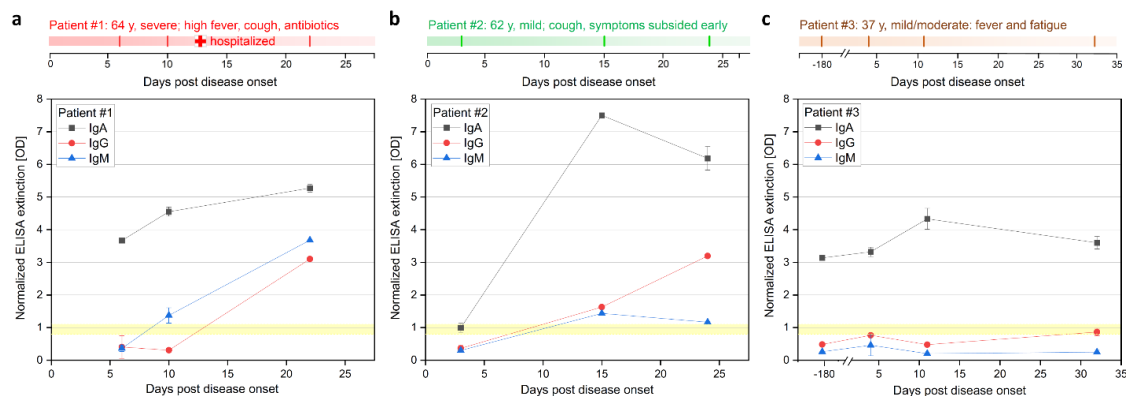 a
Patient #1: 64 y, severe; high fever, cough, antibiotics
hospitalized
0 5 10 15 20 25
Days post disease onset
Patient #1
IgA
IgG
IgM
Normalized ELISA extinction [OD]
8
7
6
5
4
3
2
1
0
0 5 10 15 20 25
Days post disease onset
b
Patient #2: 62 y, mild; cough, symptoms subsided early
0 5 10 15 20 25
Days post disease onset
Patient #2
IgA
IgG
IgM
Normalized ELISA extinction [OD]
8
7
6
5
4
3
2
1
0
0 5 10 15 20 25
Days post disease onset
c
Patient #3: 37 y, mild/moderate: fever and fatigue
-180 5 10 15 20 25 30 35
Days post disease onset
Patient #3
IgA
IgG
IgM
Normalized ELISA extinction [OD]
8
7
6
5
4
3
2
1
0
-180 5 10 15 20 25 30 35
Days post disease onset